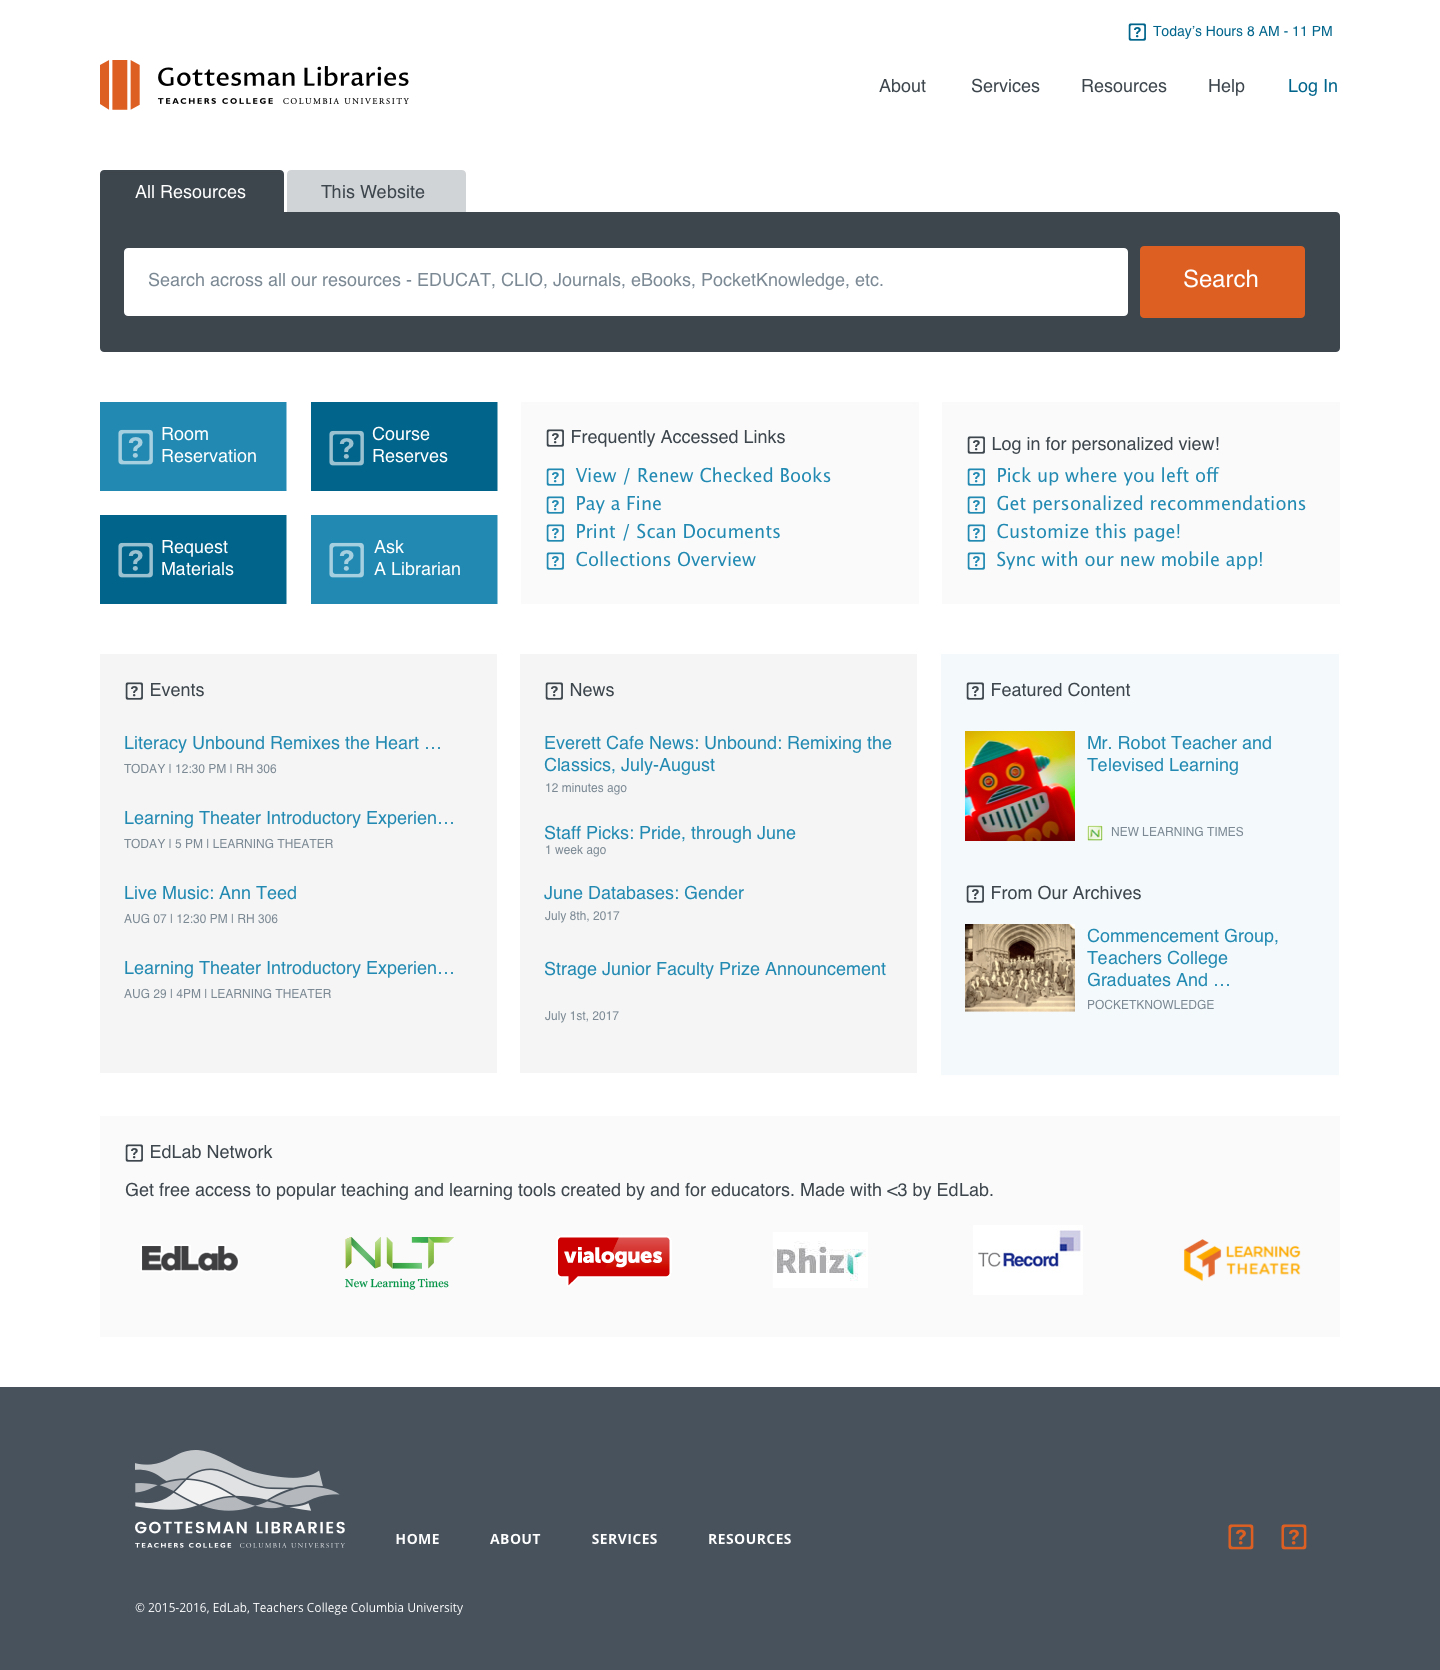 Today's Hours 8 AM - 11 PM
Gottesman Libraries
TEACHERS COLLEGE COLUMBIA UNIVERSITY
About Services Resources Help Log In
All Resources This Website
Search across all our resources - EDUCAT, CLIO, Journals, eBooks, PocketKnowledge, etc.
Search
Room
Reservation
Course
Reserves
Request
Materials
Ask
A Librarian
Frequently Accessed Links
View / Renew Checked Books
Pay a Fine
Print / Scan Documents
Collections Overview
Log in for personalized view!
Pick up where you left off
Get personalized recommendations
Customize this page!
Sync with our new mobile app!
Events
Literacy Unbound Remixes the Heart …
TODAY | 12:30 PM | RH 306
Learning Theater Introductory Experien…
TODAY | 5 PM | LEARNING THEATER
Live Music: Ann Teed
AUG 07 | 12:30 PM | RH 306
Learning Theater Introductory Experien…
AUG 29 | 4PM | LEARNING THEATER
News
Everett Cafe News: Unbound: Remixing the
Classics, July-August
12 minutes ago
Staff Picks: Pride, through June
1 week ago
June Databases: Gender
July 8th, 2017
Strage Junior Faculty Prize Announcement
July 1st, 2017
Featured Content
Mr. Robot Teacher and
Televised Learning
NEW LEARNING TIMES
From Our Archives
Commencement Group,
Teachers College
Graduates And …
POCKETKNOWLEDGE
EdLab Network
Get free access to popular teaching and learning tools created by and for educators. Made with <3 by EdLab.
EdLab
NLT
New Learning Times
vialogues
Rhizr
TCRecord
LEARNING
THEATER
GOTTESMAN LIBRARIES
TEACHERS COLLEGE COLUMBIA UNIVERSITY
HOME ABOUT SERVICES RESOURCES
© 2015-2016, EdLab, Teachers College Columbia University